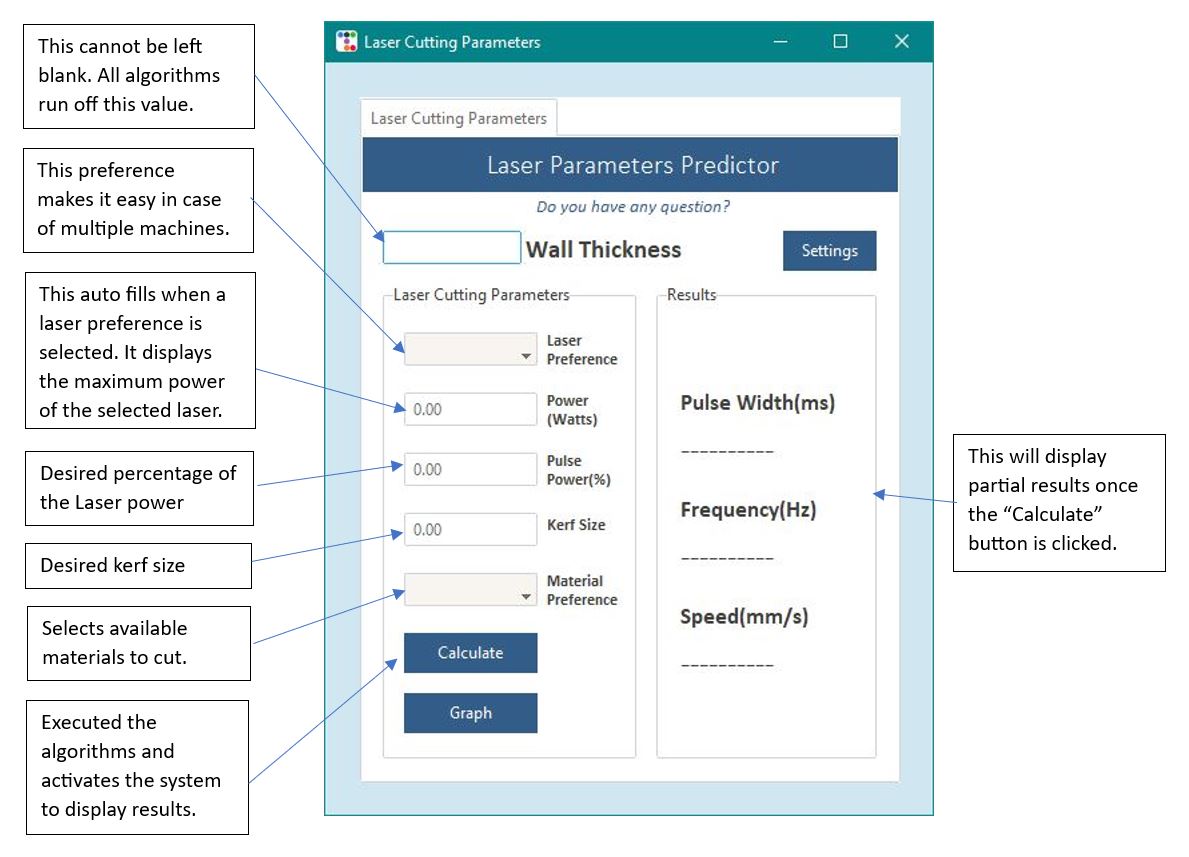 This cannot be left
blank. All algorithms
run off this value.
This preference
makes it easy in case
of multiple machines.
This auto fills when a
laser preference is
selected. It displays
the maximum power
of the selected laser.
Desired percentage of
the Laser power
Desired kerf size
Selects available
materials to cut.
Executed the
algorithms and
activates the system
to display results.
Laser Cutting Parameters
Laser Cutting Parameters
Laser Parameters Predictor
Do you have any question?
Wall Thickness
Settings
Laser Cutting Parameters
Laser
Preference
0.00
Power
(Watts)
0.00
Pulse
Power(%)
0.00
Kerf Size
Material
Preference
Calculate
Graph
Results
Pulse Width(ms)
----------
Frequency(Hz)
----------
Speed(mm/s)
----------
This will display
partial results once
the “Calculate”
button is clicked.